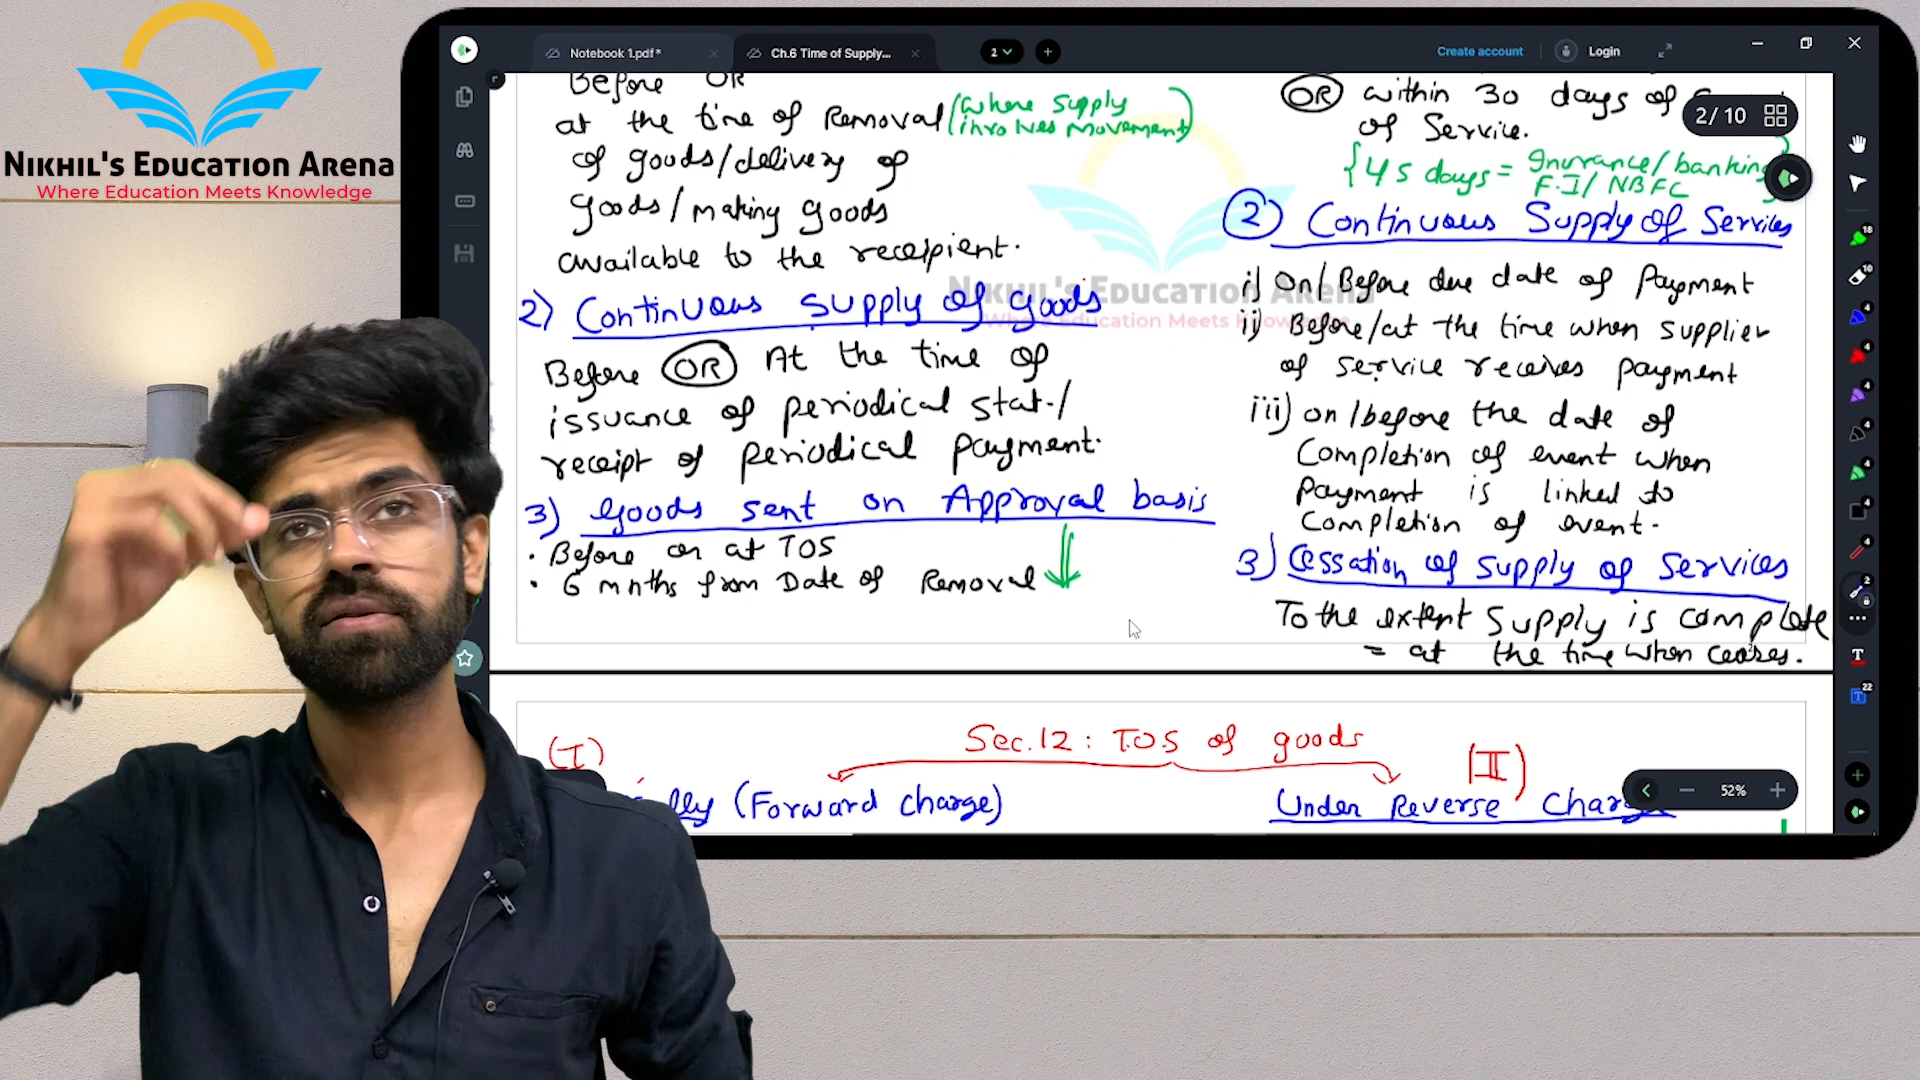 NIKHIL'S EDUCATION ARENA
Where Education Meets Knowledge
Notebook 1.pdf*
Ch.6 Time of Supply...
2
Create account
Login
2/10
Before OR
at the time of Removal (where supply involves movement)
of goods/delivery of
goods/making goods
available to the receipient.
2) Continuous supply of goods
Before OR At the time of
issuance of periodical stat./
receipt of periodical payment.
3) Goods sent on Approval basis
• Before or at TOS
• 6 mnths from Date of Removal
OR within 30 days of
of Service.
{45 days = Insurance/banking
F.I/NBFC
2) Continuous Supply of Services
i) On/Before due date of Payment
ii) Before/at the time when supplier
of service receives payment
iii) on/before the date of
Completion of event when
Payment is linked to
Completion of event.
3) Cessation of supply of services
To the extent Supply is complete
= at the time when ceases.
Nikhil's Education Arena
Where Education Meets
Sec.12: TOS of goods
(I)
(II)
(Forward Charge)
Under Reverse Charge
52%